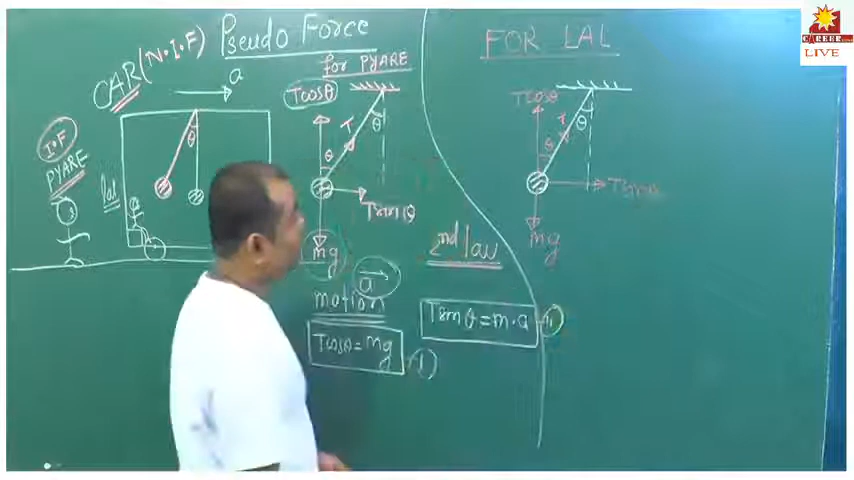 Pseudo Force
CAR (N.I.F)
a
I.F
PYARE
lal
θ
for PYARE
Tcosθ
T
θ
θ
Tsinθ
mg
a
motion
Tcosθ = mg
1
2nd law
Tsinθ = m.a
FOR LAL
Tcosθ
T
θ
θ
Tsinθ
mg
CAREER
LIVE